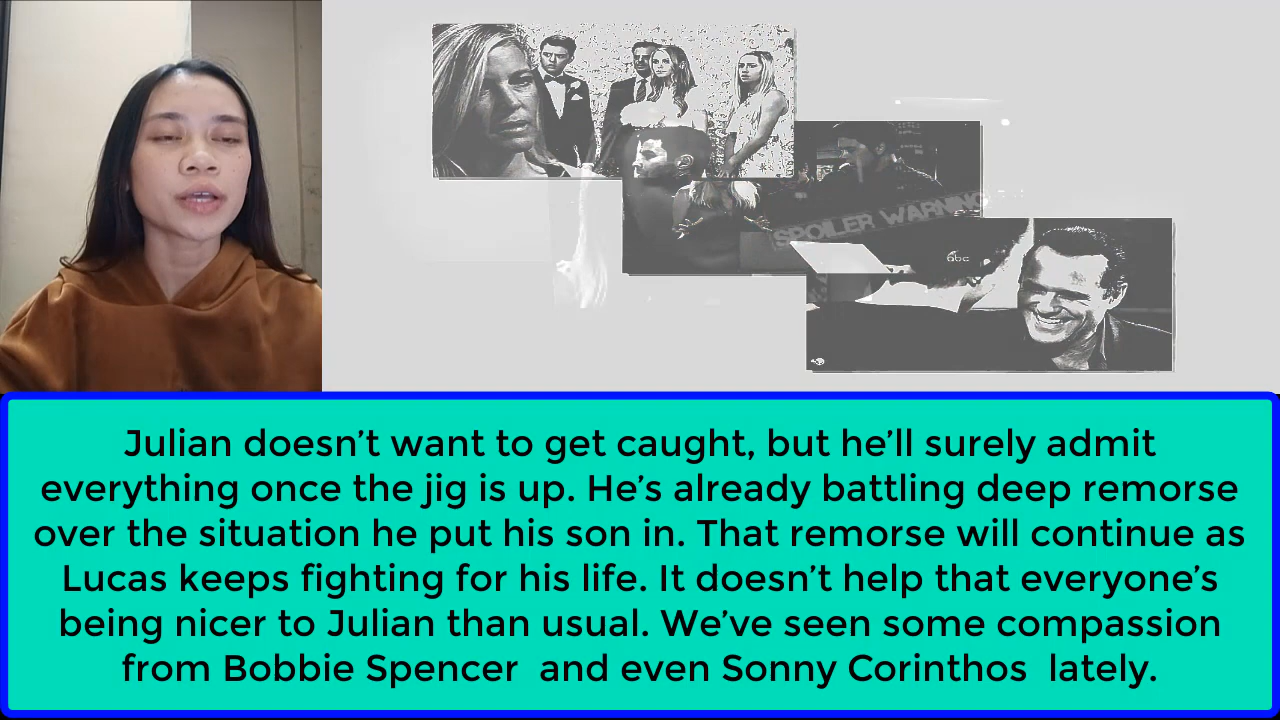 SPOILER WARNING
abc
Julian doesn’t want to get caught, but he’ll surely admit
everything once the jig is up. He’s already battling deep remorse
over the situation he put his son in. That remorse will continue as
Lucas keeps fighting for his life. It doesn’t help that everyone’s
being nicer to Julian than usual. We’ve seen some compassion
from Bobbie Spencer  and even Sonny Corinthos  lately.